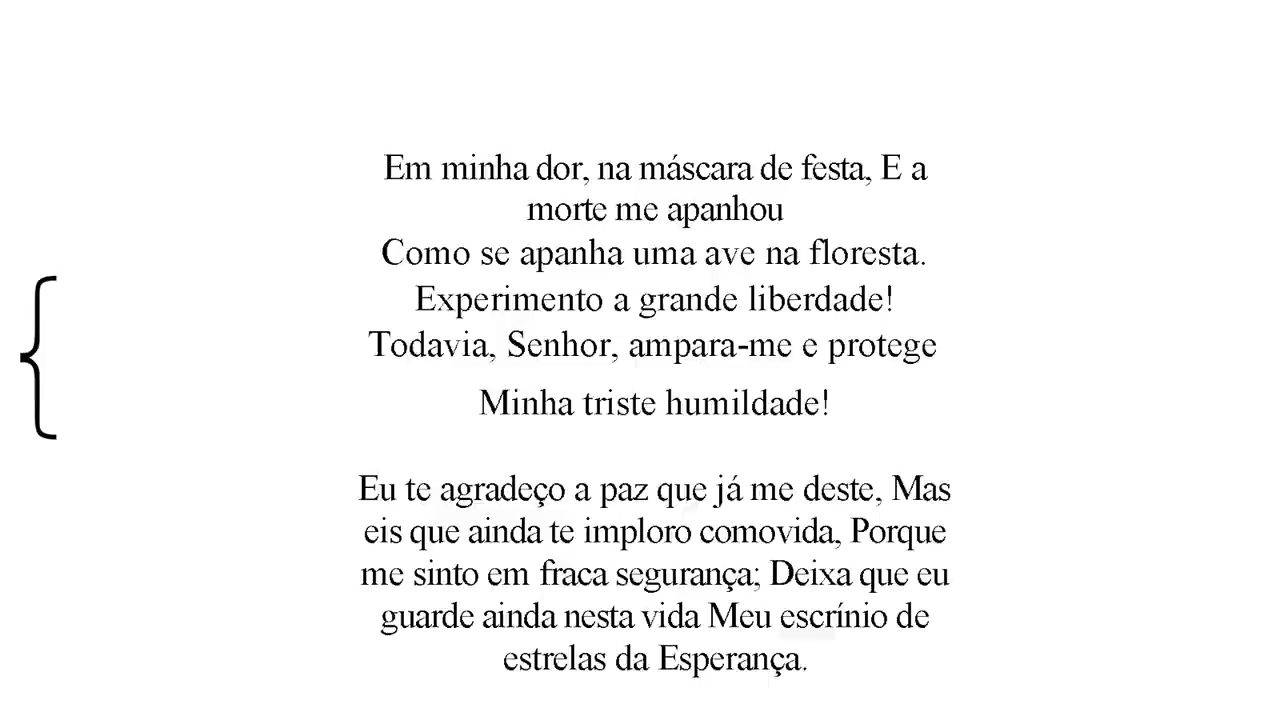 Em minha dor, na máscara de festa, E a
morte me apanhou
Como se apanha uma ave na floresta.
Experimento a grande liberdade!
Todavia, Senhor, ampara-me e protege
Minha triste humildade!
Eu te agradeço a paz que já me deste, Mas
eis que ainda te imploro comovida, Porque
me sinto em fraca segurança; Deixa que eu
guarde ainda nesta vida Meu escrínio de
estrelas da Esperança.